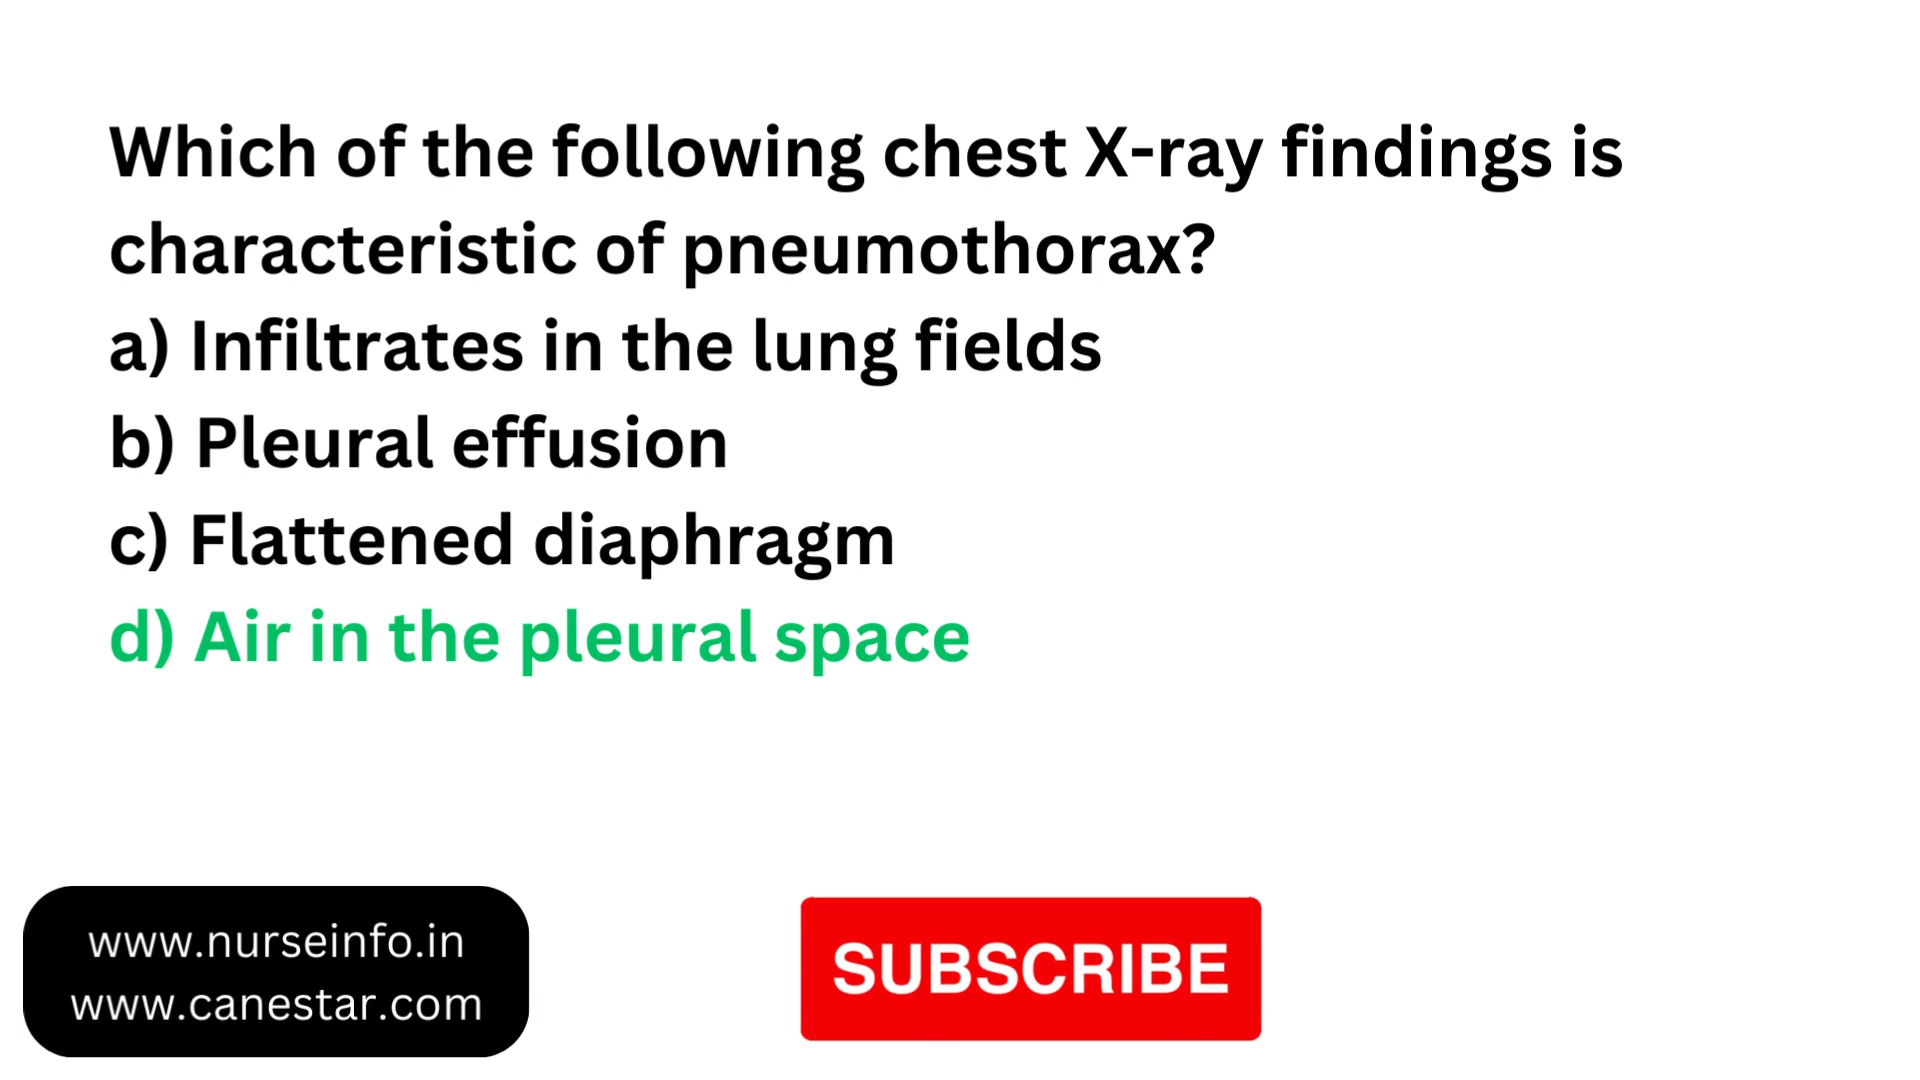 Which of the following chest X-ray findings is
characteristic of pneumothorax?
a) Infiltrates in the lung fields
b) Pleural effusion
c) Flattened diaphragm
d) Air in the pleural space
www.nurseinfo.in
www.canestar.com
SUBSCRIBE